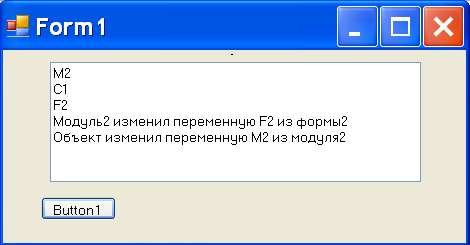 Form1
M2
C1
F2
Модуль2 изменил переменную F2 из формы2
Объект изменил переменную M2 из модуля2
Button1